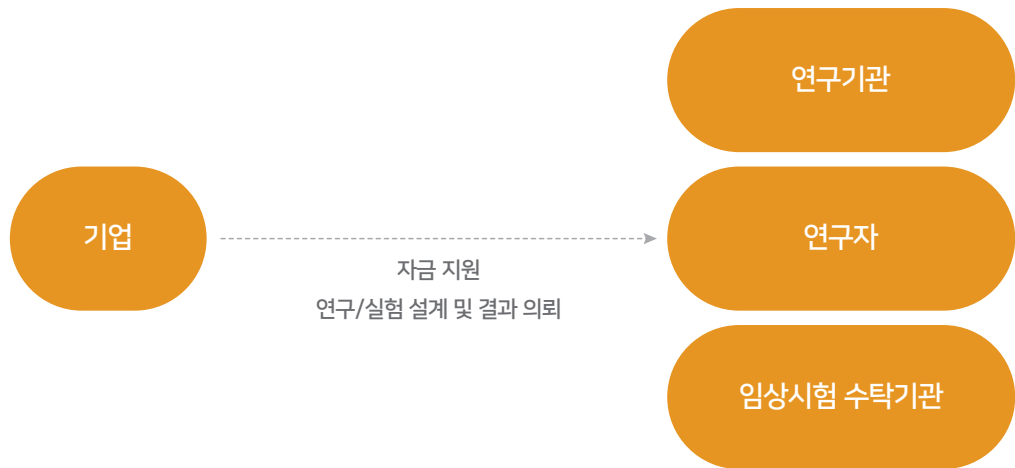 연구기관
기업
연구자
자금 지원
연구/실험 설계 및 결과 의뢰
임상시험 수탁기관